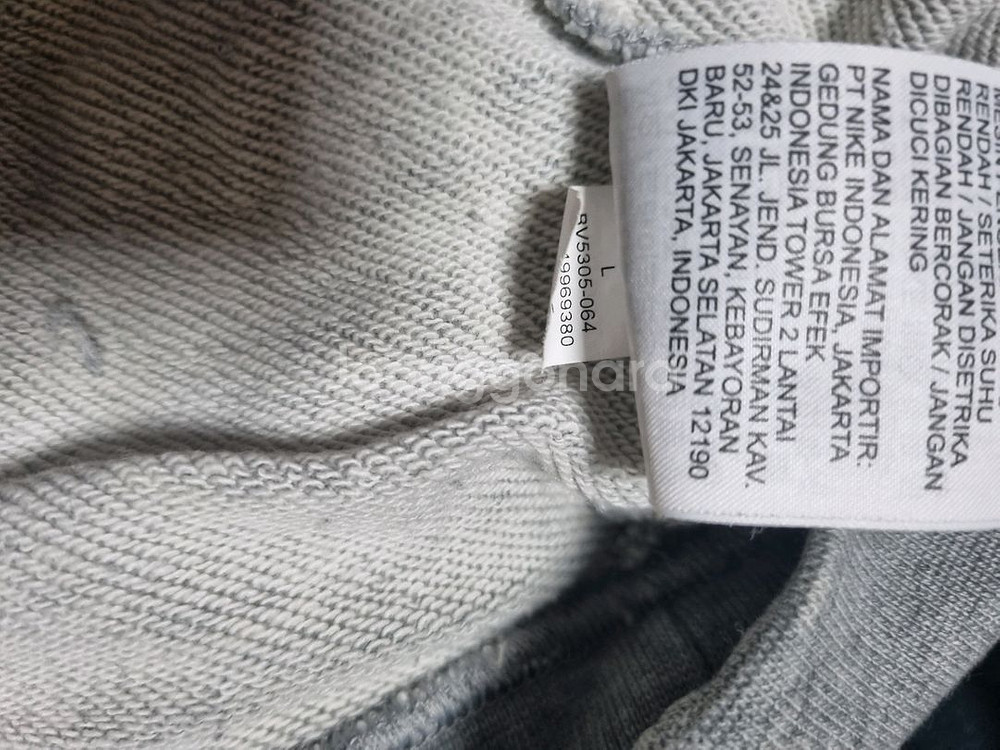 RENDAH / SETERIKA SUHU
RENDAH / JANGAN DISETRIKA
DIBAGIAN BERCORAK / JANGAN
DICUCI KERING
NAMA DAN ALAMAT IMPORTIR:
PT NIKE INDONESIA, JAKARTA
GEDUNG BURSA EFEK
INDONESIA TOWER 2 LANTAI
24&25 JL. JEND. SUDIRMAN KAV.
52-53, SENAYAN, KEBAYORAN
BARU, JAKARTA SELATAN 12190
DKI JAKARTA, INDONESIA
L
BV5305-064
19969380